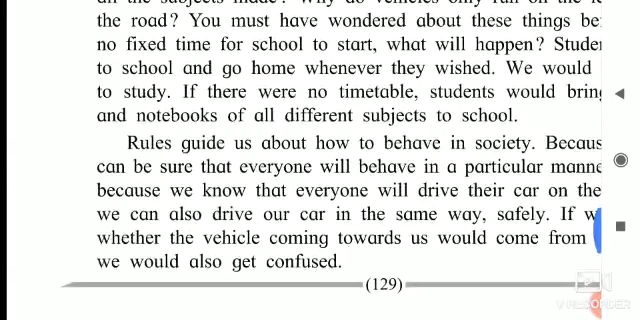 the road? You must have wondered about these things
no fixed time for school to start, what will happen?
to school and go home whenever they wished. We would
to study. If there were no timetable, students would
and notebooks of all different subjects to school.
Rules guide us about how to behave in society.
can be sure that everyone will behave in a particular
because we know that everyone will drive their car on the
we can also drive our car in the same way, safely. If
whether the vehicle coming towards us would come from
we would also get confused.
(129)
V RECORDER